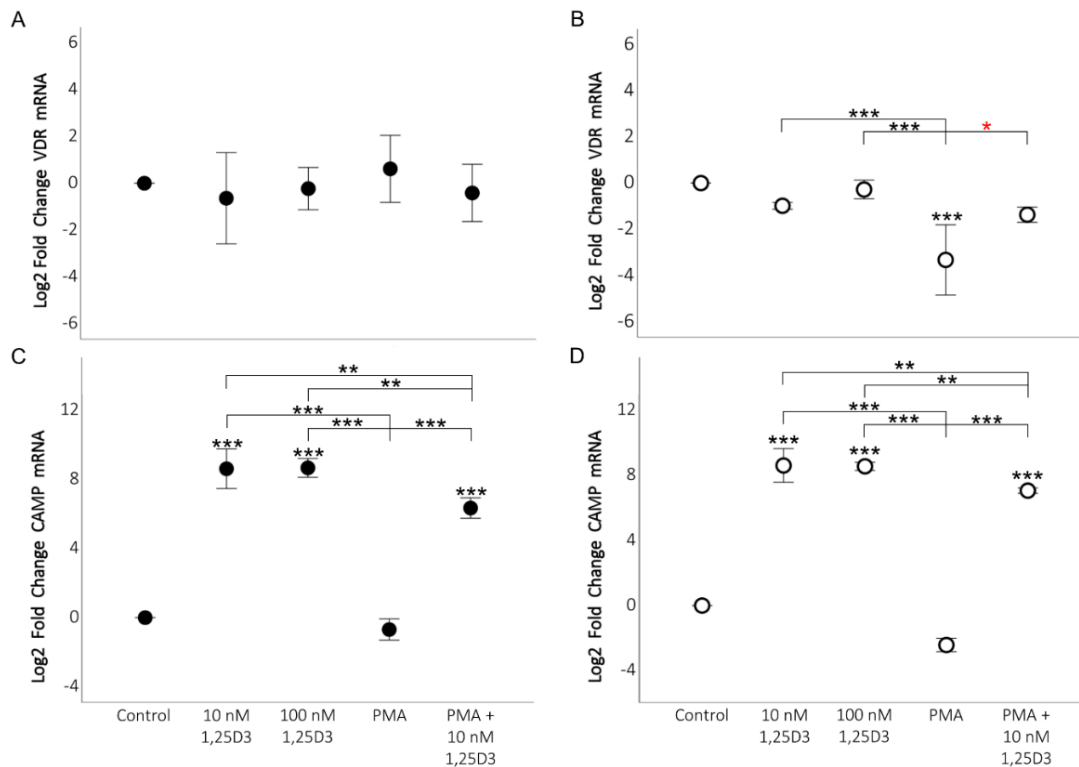 A
6
4
2
0
-2
-4
-6
Log2 Fold Change VDR mRNA
B
6
4
2
0
-2
-4
-6
Log2 Fold Change VDR mRNA
***
***
*
***
C
12
8
4
0
-4
Log2 Fold Change CAMP mRNA
**
**
***
***
***
***
***
***
Control
10 nM
1,25D3
100 nM
1,25D3
PMA
PMA +
10 nM
1,25D3
D
12
8
4
0
-4
Log2 Fold Change CAMP mRNA
**
**
***
***
***
***
***
***
Control
10 nM
1,25D3
100 nM
1,25D3
PMA
PMA +
10 nM
1,25D3